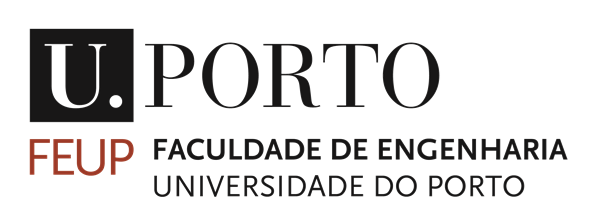 U. PORTO
FEUP FACULDADE DE ENGENHARIA
UNIVERSIDADE DO PORTO